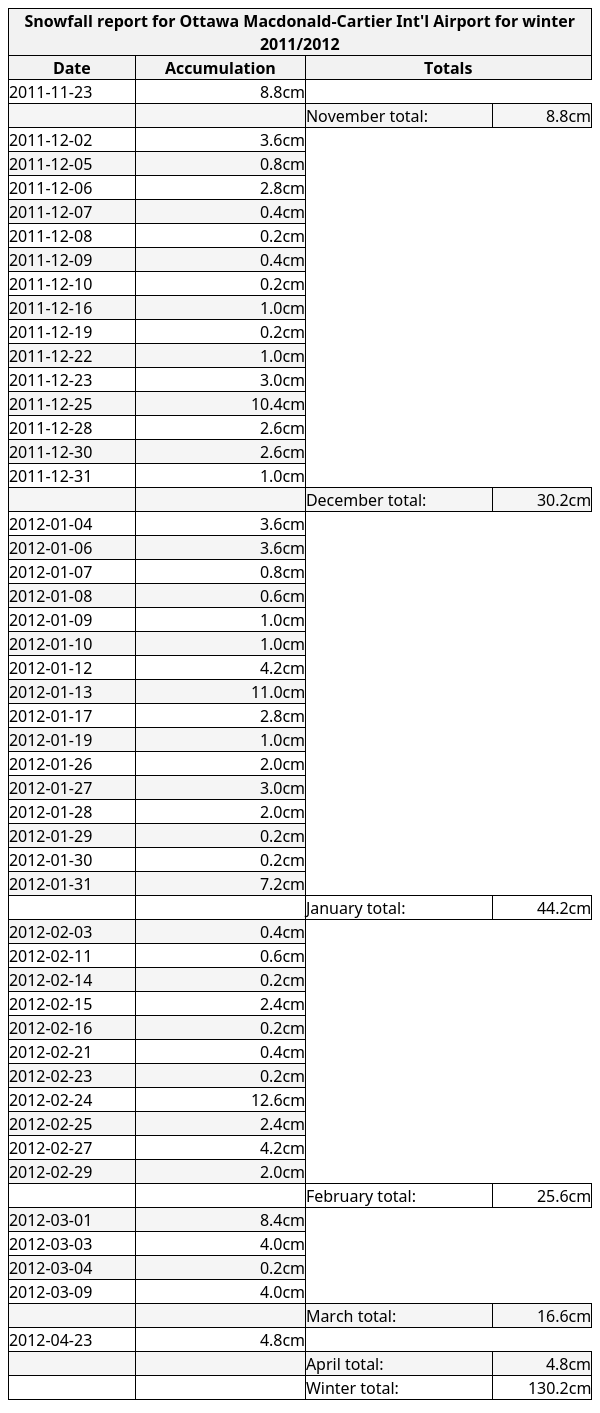 Snowfall report for Ottawa Macdonald-Cartier Int'l Airport for winter
2011/2012
Date Accumulation Totals
2011-11-23 8.8cm
November total: 8.8cm
2011-12-02 3.6cm
2011-12-05 0.8cm
2011-12-06 2.8cm
2011-12-07 0.4cm
2011-12-08 0.2cm
2011-12-09 0.4cm
2011-12-10 0.2cm
2011-12-16 1.0cm
2011-12-19 0.2cm
2011-12-22 1.0cm
2011-12-23 3.0cm
2011-12-25 10.4cm
2011-12-28 2.6cm
2011-12-30 2.6cm
2011-12-31 1.0cm
December total: 30.2cm
2012-01-04 3.6cm
2012-01-06 3.6cm
2012-01-07 0.8cm
2012-01-08 0.6cm
2012-01-09 1.0cm
2012-01-10 1.0cm
2012-01-12 4.2cm
2012-01-13 11.0cm
2012-01-17 2.8cm
2012-01-19 1.0cm
2012-01-26 2.0cm
2012-01-27 3.0cm
2012-01-28 2.0cm
2012-01-29 0.2cm
2012-01-30 0.2cm
2012-01-31 7.2cm
January total: 44.2cm
2012-02-03 0.4cm
2012-02-11 0.6cm
2012-02-14 0.2cm
2012-02-15 2.4cm
2012-02-16 0.2cm
2012-02-21 0.4cm
2012-02-23 0.2cm
2012-02-24 12.6cm
2012-02-25 2.4cm
2012-02-27 4.2cm
2012-02-29 2.0cm
February total: 25.6cm
2012-03-01 8.4cm
2012-03-03 4.0cm
2012-03-04 0.2cm
2012-03-09 4.0cm
March total: 16.6cm
2012-04-23 4.8cm
April total: 4.8cm
Winter total: 130.2cm